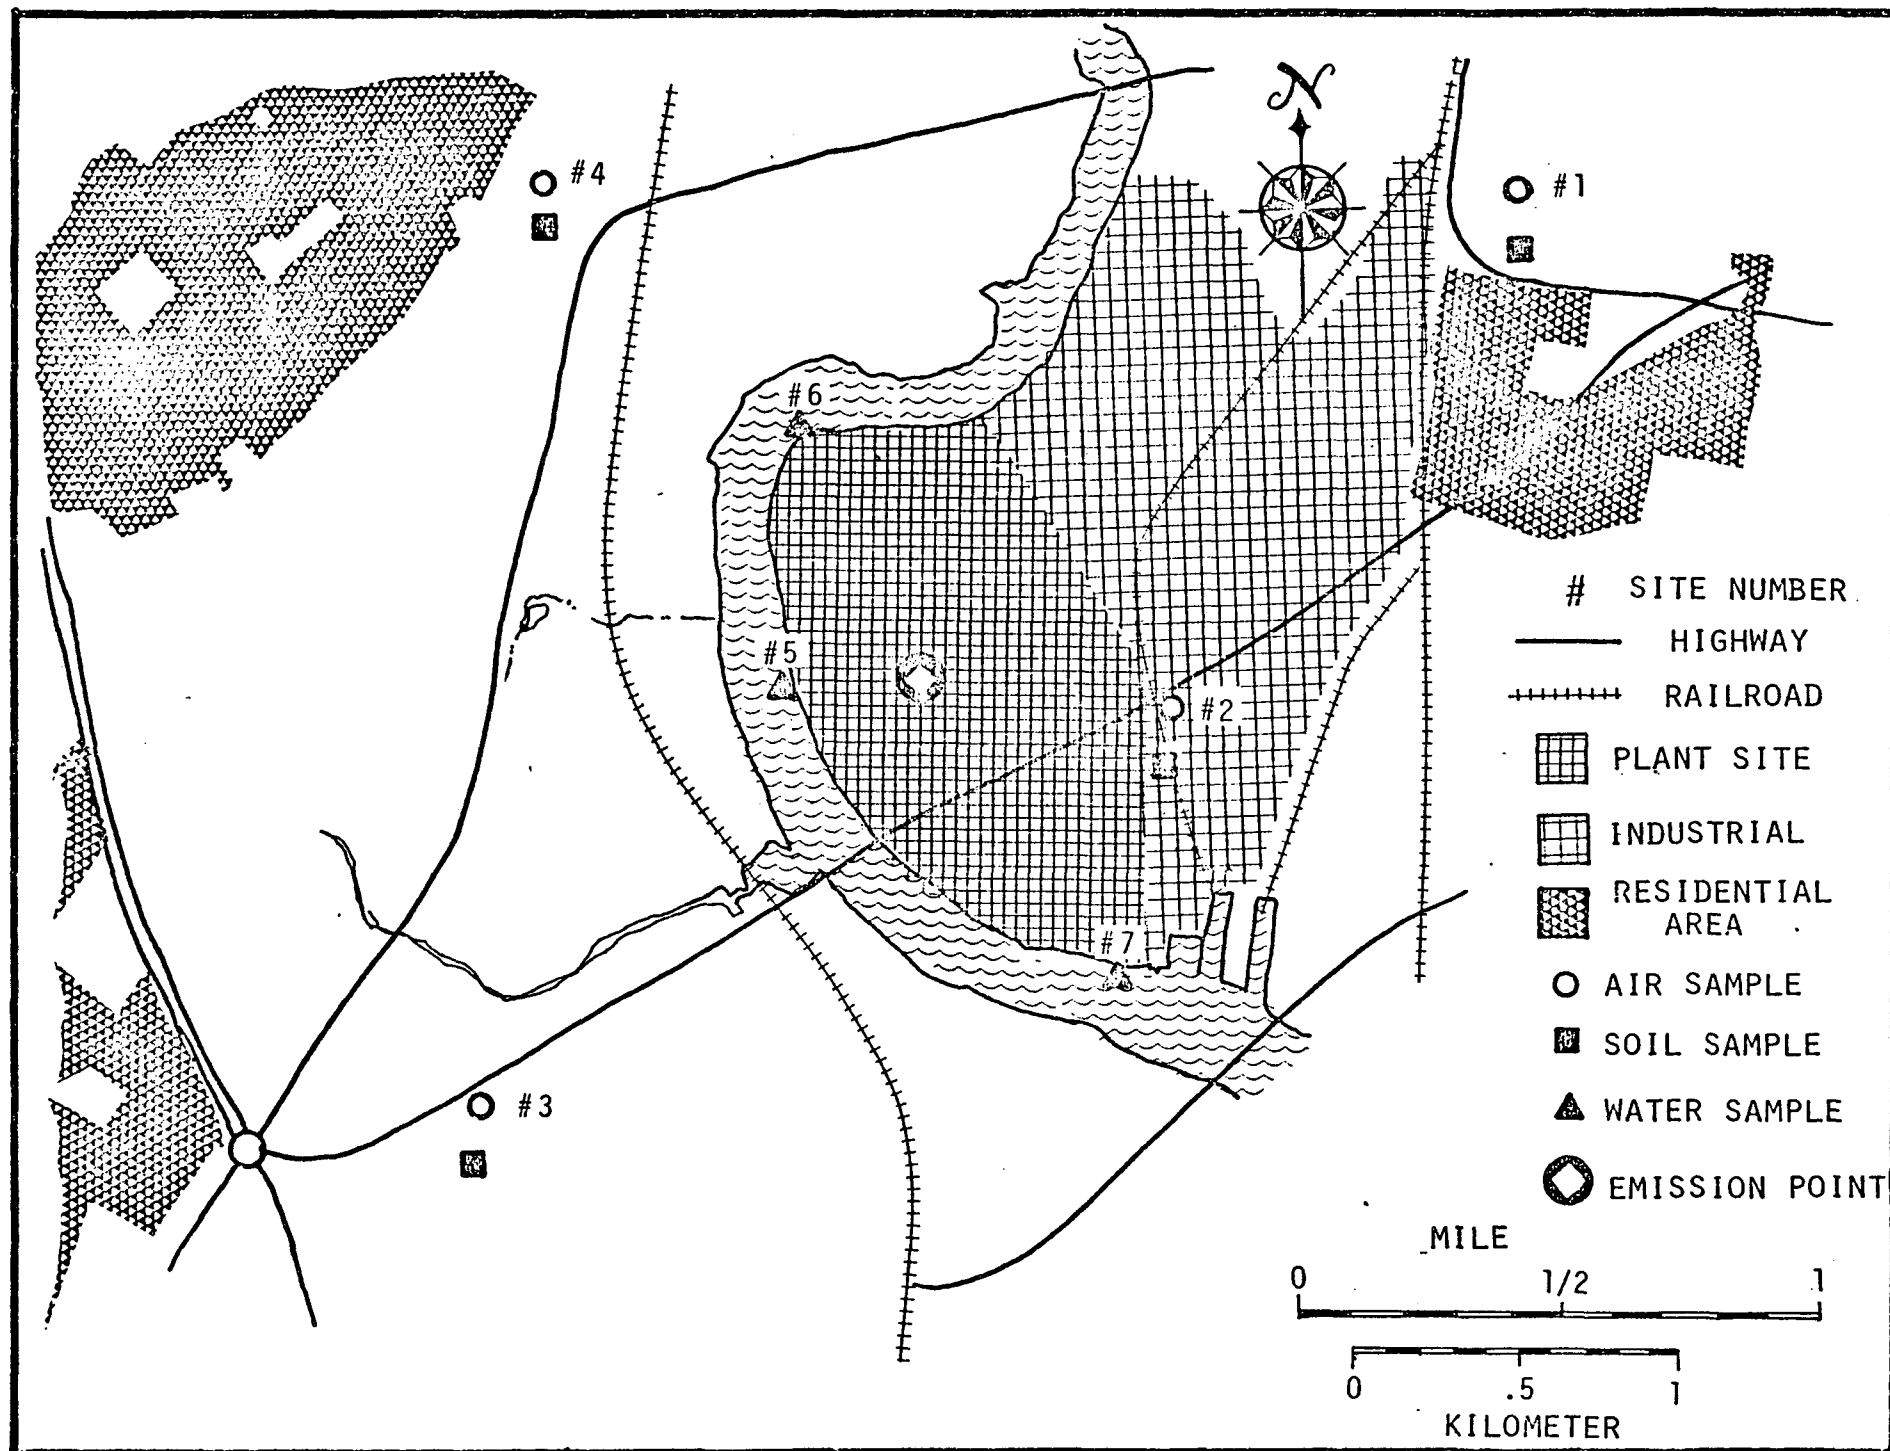 N
#4
#1
#6
#5
#2
#7
#3
# SITE NUMBER
HIGHWAY
RAILROAD
PLANT SITE
INDUSTRIAL
RESIDENTIAL
AREA
AIR SAMPLE
SOIL SAMPLE
WATER SAMPLE
EMISSION POINT
MILE
0 1/2 1
0 .5 1
KILOMETER